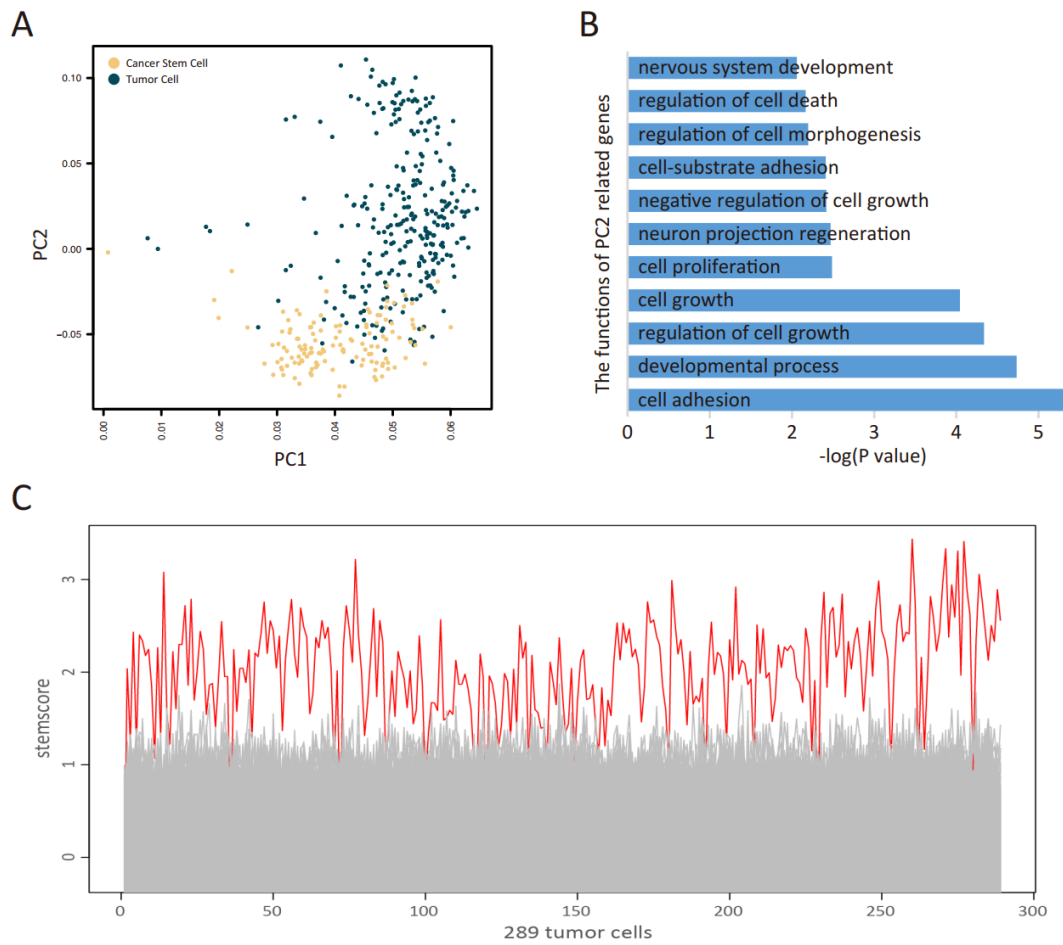 A
Cancer Stem Cell
Tumor Cell
PC2
0.10
0.05
0.00
−0.05
0.00
0.01
0.02
0.03
0.04
0.05
0.06
PC1
B
The functions of PC2 related genes
nervous system development
regulation of cell death
regulation of cell morphogenesis
cell-substrate adhesion
negative regulation of cell growth
neuron projection regeneration
cell proliferation
cell growth
regulation of cell growth
developmental process
cell adhesion
0 1 2 3 4 5
-log(P value)
C
stemscore
3
2
1
0
0 50 100 150 200 250 300
289 tumor cells